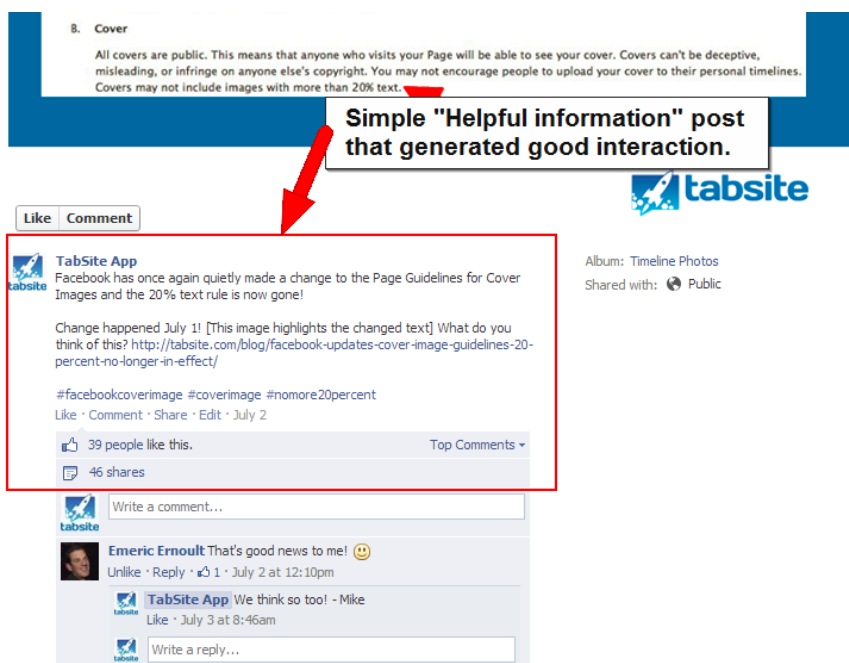 B. Cover
All covers are public. This means that anyone who visits your Page will be able to see your cover. Covers can't be deceptive,
misleading, or infringe on anyone else's copyright. You may not encourage people to upload your cover to their personal timelines.
Covers may not include images with more than 20% text.
Simple "Helpful information" post
that generated good interaction.
tabsite
Like Comment
tabsite
TabSite App
Facebook has once again quietly made a change to the Page Guidelines for Cover
Images and the 20% text rule is now gone!
Change happened July 1! [This image highlights the changed text] What do you
think of this? http://tabsite.com/blog/facebook-updates-cover-image-guidelines-20-
percent-no-longer-in-effect/
#facebookcoverimage #coverimage #nomore20percent
Like · Comment · Share · Edit · July 2
39 people like this. Top Comments
46 shares
Album: Timeline Photos
Shared with: Public
tabsite
Write a comment...
Emeric Ernoult That's good news to me!
Unlike · Reply · 1 · July 2 at 12:10pm
tabsite
TabSite App We think so too! - Mike
Like · July 3 at 8:46am
tabsite
Write a reply...